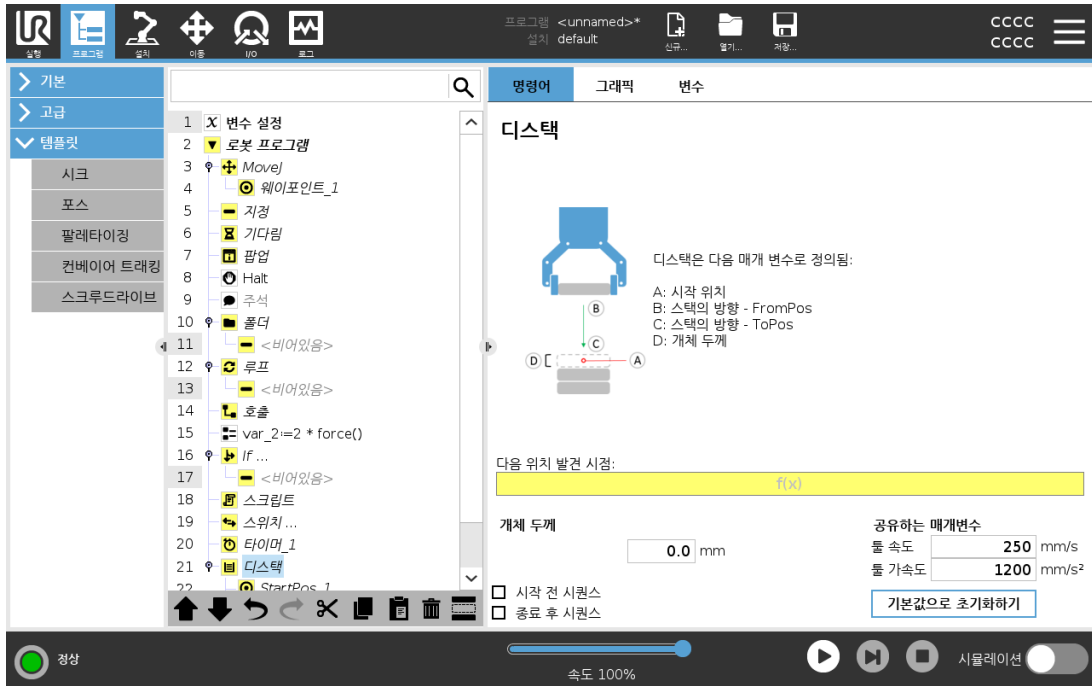 프로그램 <unnamed>*
설치 default
CCCC
CCCC
실행 프로그램 설치 이동 I/O 로그
신규... 열기... 저장...
기본
고급
템플릿
시크
포스
팔레타이징
컨베이어 트래킹
스크루드라이브
1 x 변수 설정
2 로봇 프로그램
3 MoveJ
4 웨이포인트_1
5 지정
6 기다림
7 팝업
8 Halt
9 주석
10 폴더
11 <비어있음>
12 루프
13 <비어있음>
14 호출
15 var_2≔2 * force()
16 If ...
17 <비어있음>
18 스크립트
19 스위치 ...
20 타이머_1
21 디스택
22 StartPos_1
명령어 그래픽 변수
디스택
B
C
D
A
디스택은 다음 매개 변수로 정의됨:
A: 시작 위치
B: 스택의 방향 - FromPos
C: 스택의 방향 - ToPos
D: 개체 두께
다음 위치 발견 시점:
f(x)
개체 두께
0.0 mm
시작 전 시퀀스
종료 후 시퀀스
공유하는 매개변수
툴 속도 250 mm/s
툴 가속도 1200 mm/s²
기본값으로 초기화하기
정상
속도 100%
시뮬레이션